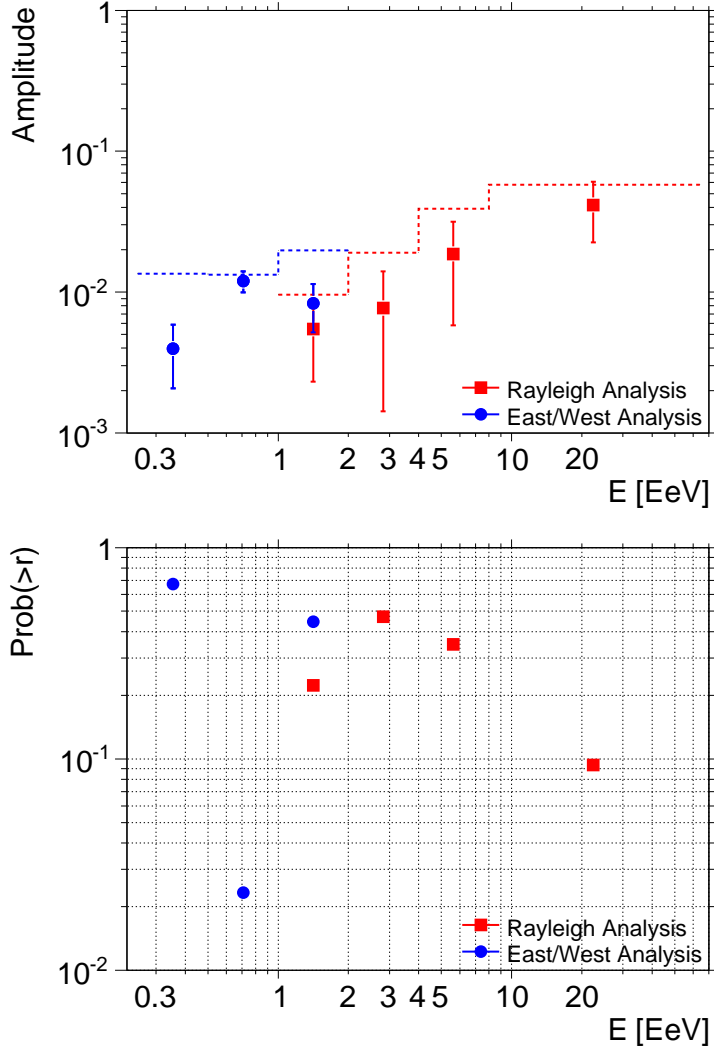 Amplitude
1
10^-1
10^-2
10^-3
Rayleigh Analysis
East/West Analysis
0.3 1 2 3 4 5 10 20
E [EeV]
Prob(>r)
1
10^-1
10^-2
Rayleigh Analysis
East/West Analysis
0.3 1 2 3 4 5 10 20
E [EeV]